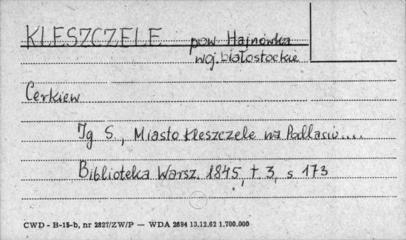 KLESZCZELE pow Hajnówka
woj. białostockie
Cerkiew
Jg S., Miasto Kleszczele na Podlasiu....
Biblioteka Warsz, 1845, t. 3, s 173
CWD - B-15-b, nr 2827/ZW/P — WDA 2684 13.12.62 1.700.000